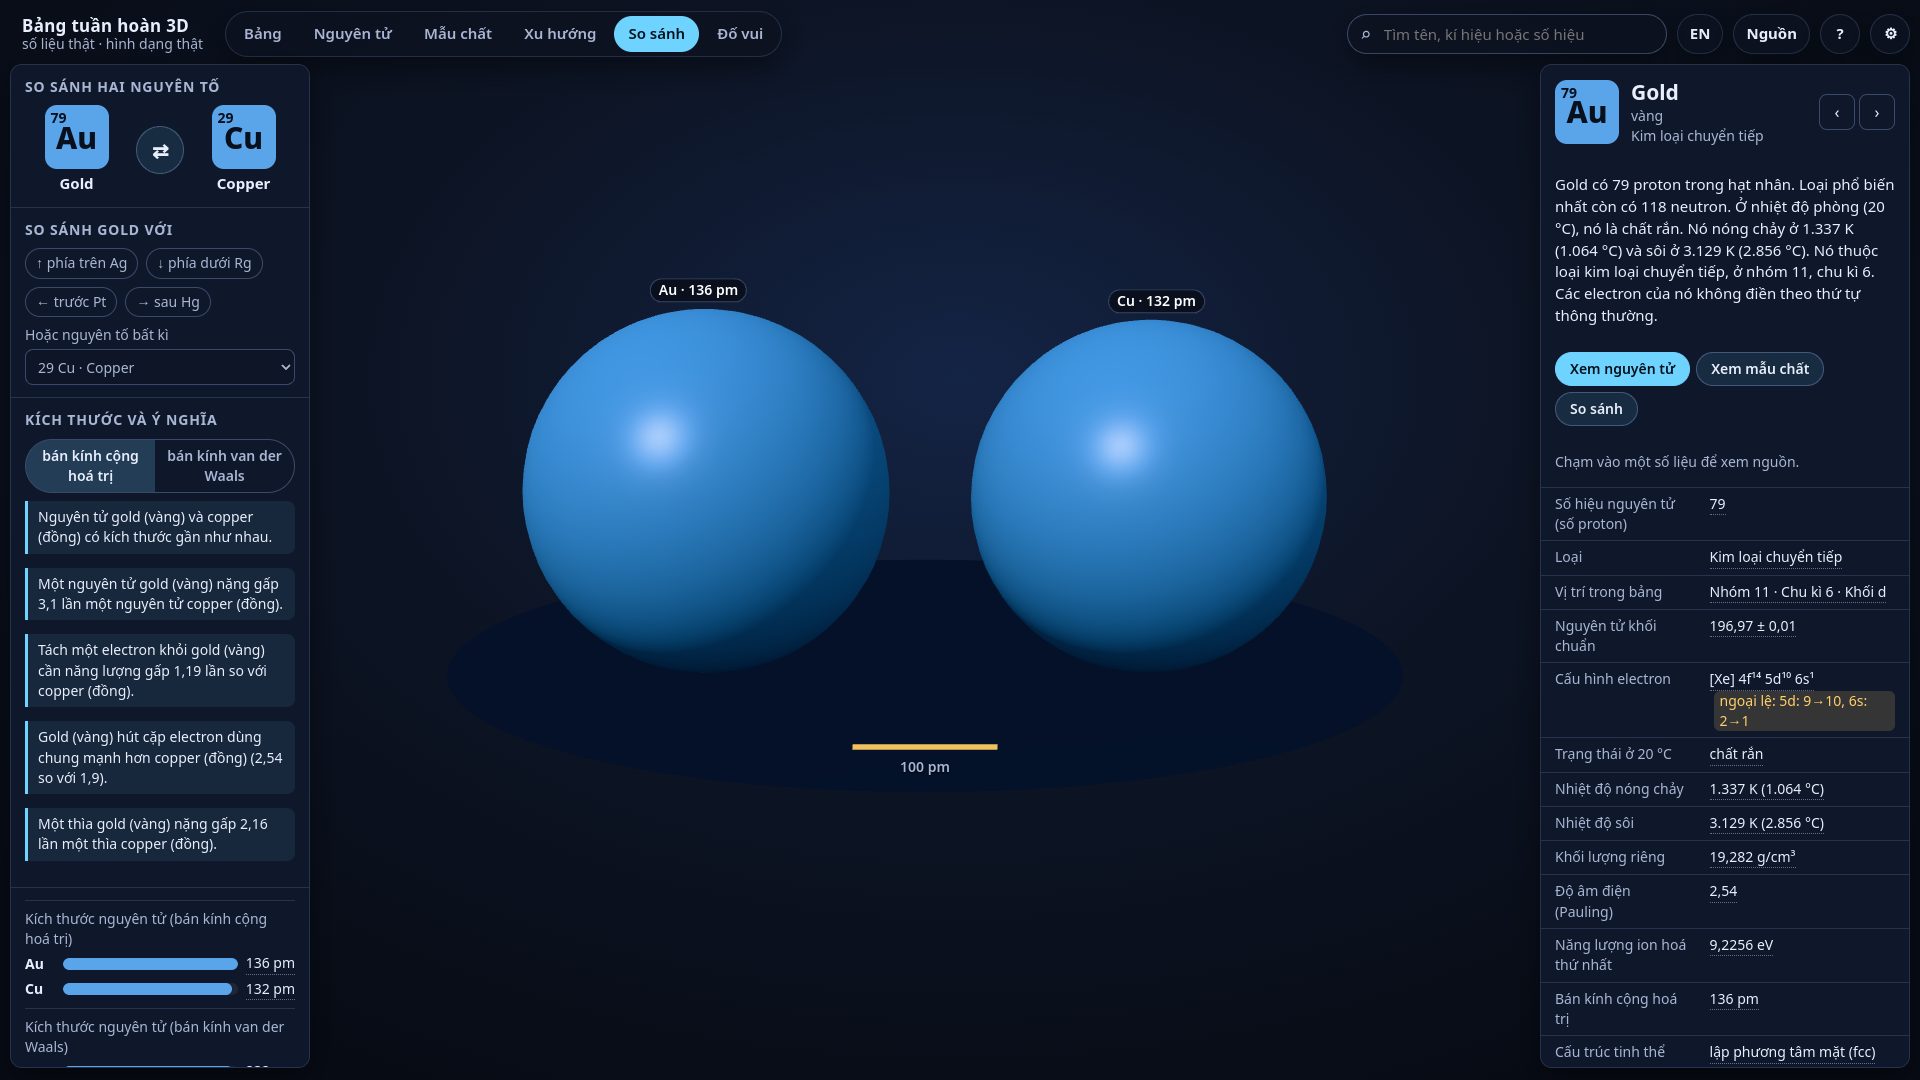 Bảng tuần hoàn 3D
số liệu thật · hình dạng thật
Bảng
Nguyên tử
Mẫu chất
Xu hướng
So sánh
Đố vui
⌕ Tìm tên, kí hiệu hoặc số hiệu
EN
Nguồn
?
⚙
SO SÁNH HAI NGUYÊN TỐ
79
Au
Gold
⇄
29
Cu
Copper
SO SÁNH GOLD VỚI
↑ phía trên Ag
↓ phía dưới Rg
← trước Pt
→ sau Hg
Hoặc nguyên tố bất kì
29 Cu · Copper
KÍCH THƯỚC VÀ Ý NGHĨA
bán kính cộng
hoá trị
bán kính van der
Waals
Nguyên tử gold (vàng) và copper
(đồng) có kích thước gần như nhau.
Một nguyên tử gold (vàng) nặng gấp
3,1 lần một nguyên tử copper (đồng).
Tách một electron khỏi gold (vàng)
cần năng lượng gấp 1,19 lần so với
copper (đồng).
Gold (vàng) hút cặp electron dùng
chung mạnh hơn copper (đồng) (2,54
so với 1,9).
Một thìa gold (vàng) nặng gấp 2,16
lần một thìa copper (đồng).
Kích thước nguyên tử (bán kính cộng
hoá trị)
Au 136 pm
Cu 132 pm
Kích thước nguyên tử (bán kính van der
Waals)
Au · 136 pm
Cu · 132 pm
100 pm
79
Au
Gold
vàng
Kim loại chuyển tiếp
‹
›
Gold có 79 proton trong hạt nhân. Loại phổ biến
nhất còn có 118 neutron. Ở nhiệt độ phòng (20
°C), nó là chất rắn. Nó nóng chảy ở 1.337 K
(1.064 °C) và sôi ở 3.129 K (2.856 °C). Nó thuộc
loại kim loại chuyển tiếp, ở nhóm 11, chu kì 6.
Các electron của nó không điền theo thứ tự
thông thường.
Xem nguyên tử
Xem mẫu chất
So sánh
Chạm vào một số liệu để xem nguồn.
Số hiệu nguyên tử
(số proton)
79
Loại
Kim loại chuyển tiếp
Vị trí trong bảng
Nhóm 11 · Chu kì 6 · Khối d
Nguyên tử khối
chuẩn
196,97 ± 0,01
Cấu hình electron
[Xe] 4f¹⁴ 5d¹⁰ 6s¹
ngoại lệ: 5d: 9→10, 6s:
2→1
Trạng thái ở 20 °C
chất rắn
Nhiệt độ nóng chảy
1.337 K (1.064 °C)
Nhiệt độ sôi
3.129 K (2.856 °C)
Khối lượng riêng
19,282 g/cm³
Độ âm điện
(Pauling)
2,54
Năng lượng ion hoá
thứ nhất
9,2256 eV
Bán kính cộng hoá
trị
136 pm
Cấu trúc tinh thể
lập phương tâm mặt (fcc)